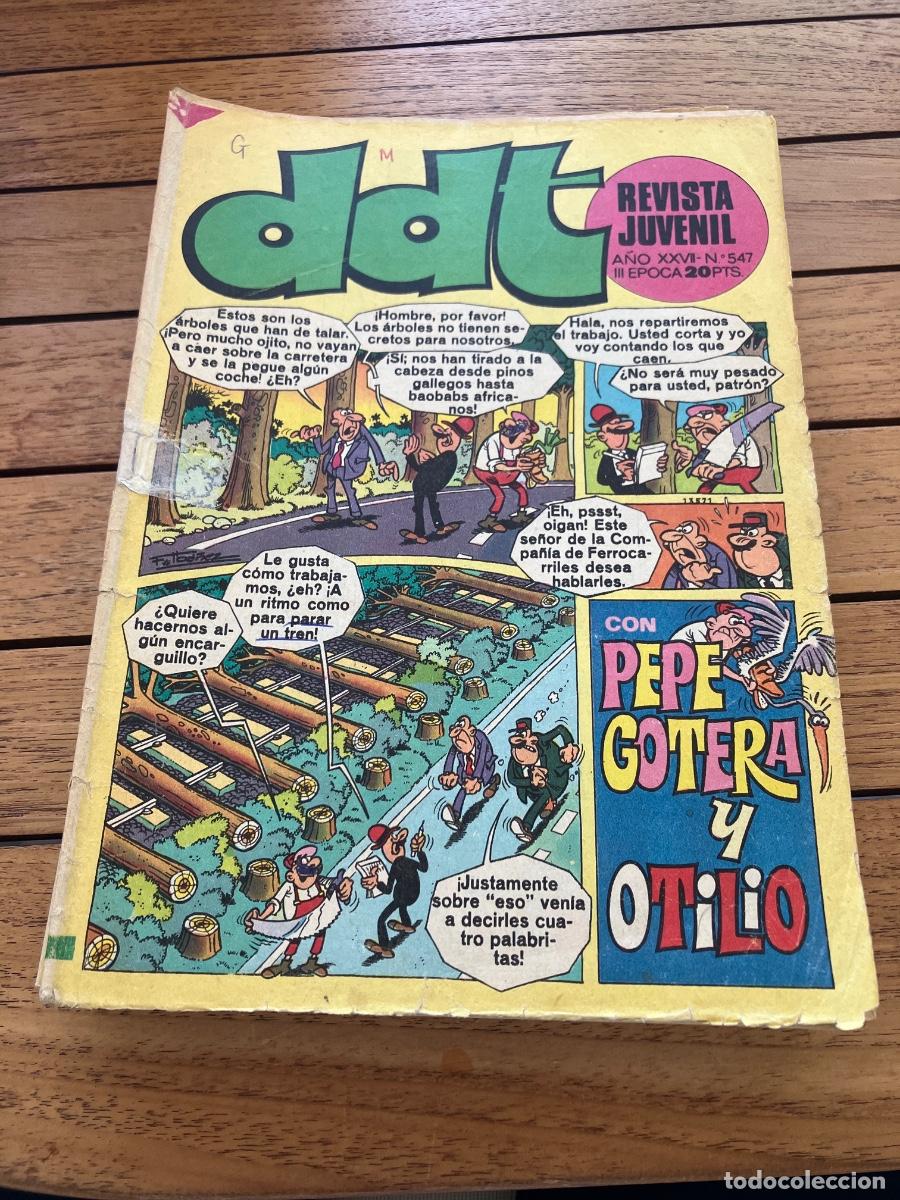 G
M
ddt
REVISTA
JUVENIL
AÑO XXVII-N.º 547
III EPOCA 20 PTS.
Estos son los
árboles que han de talar.
¡Pero mucho ojito, no vayan
a cäer sobre la carretera
y se la pegue algún
coche! ¿Eh?
¡Hombre, por favor!
Los árboles no tienen se-
cretos para nosotros.
¡Sí; nos han tirado a la
cabeza desde pinos
gallegos hasta
baobabs africa-
nos!
Hala, nos repartiremos
el trabajo. Usted corta y yo
voy contando los que
caen.
¿No será muy pesado
para usted, patrón?
13571
¡Eh, pssst,
oigan! Este
señor de la Com-
pañía de Ferroca-
rriles desea
hablarles.
¿Quiere
hacernos al-
gún encar-
guillo?
Le gusta
cómo trabaja-
mos, ¿eh? ¡A
un ritmo como
para parar
un tren!
¡Justamente
sobre "eso" venía
a decirles cua-
tro palabri-
tas!
CON
PEPE
GOTERA
y
OTILIO
todocoleccion